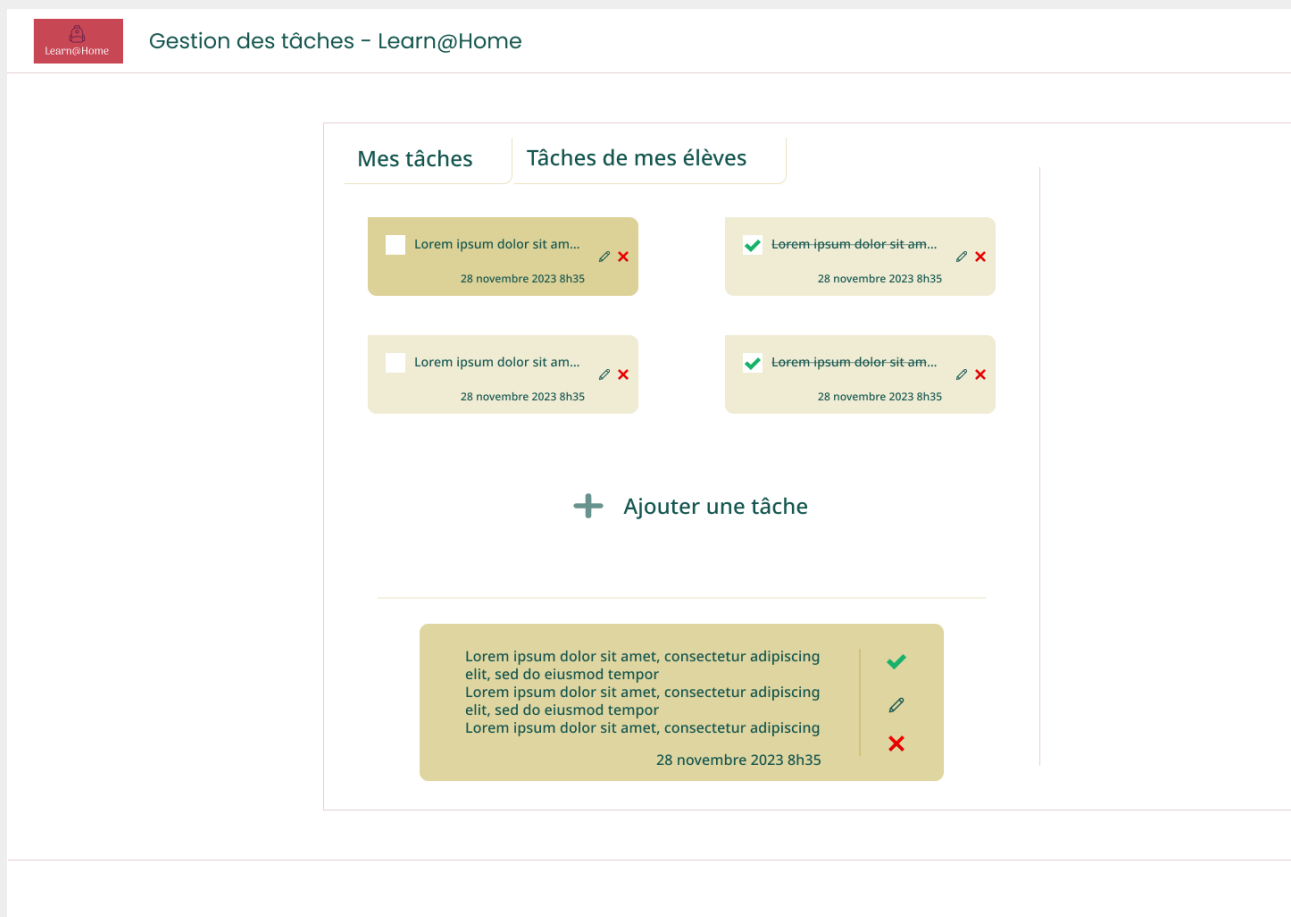 Learn@Home
Gestion des tâches - Learn@Home
Mes tâches
Tâches de mes élèves
Lorem ipsum dolor sit am...
28 novembre 2023 8h35
Lorem ipsum dolor sit am...
28 novembre 2023 8h35
Lorem ipsum dolor sit am...
28 novembre 2023 8h35
Lorem ipsum dolor sit am...
28 novembre 2023 8h35
Ajouter une tâche
Lorem ipsum dolor sit amet, consectetur adipiscing
elit, sed do eiusmod tempor
Lorem ipsum dolor sit amet, consectetur adipiscing
elit, sed do eiusmod tempor
Lorem ipsum dolor sit amet, consectetur adipiscing
28 novembre 2023 8h35